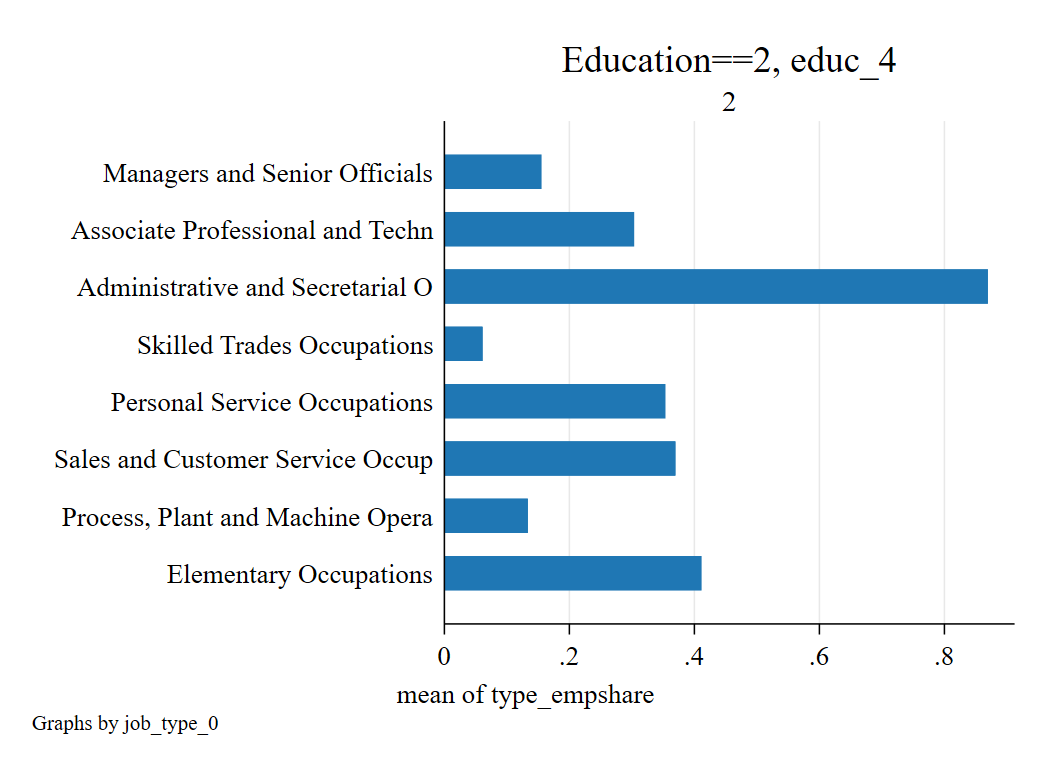 Education==2, educ_4
2
Managers and Senior Officials
Associate Professional and Techn
Administrative and Secretarial O
Skilled Trades Occupations
Personal Service Occupations
Sales and Customer Service Occup
Process, Plant and Machine Opera
Elementary Occupations
0 .2 .4 .6 .8
mean of type_empshare
Graphs by job_type_0